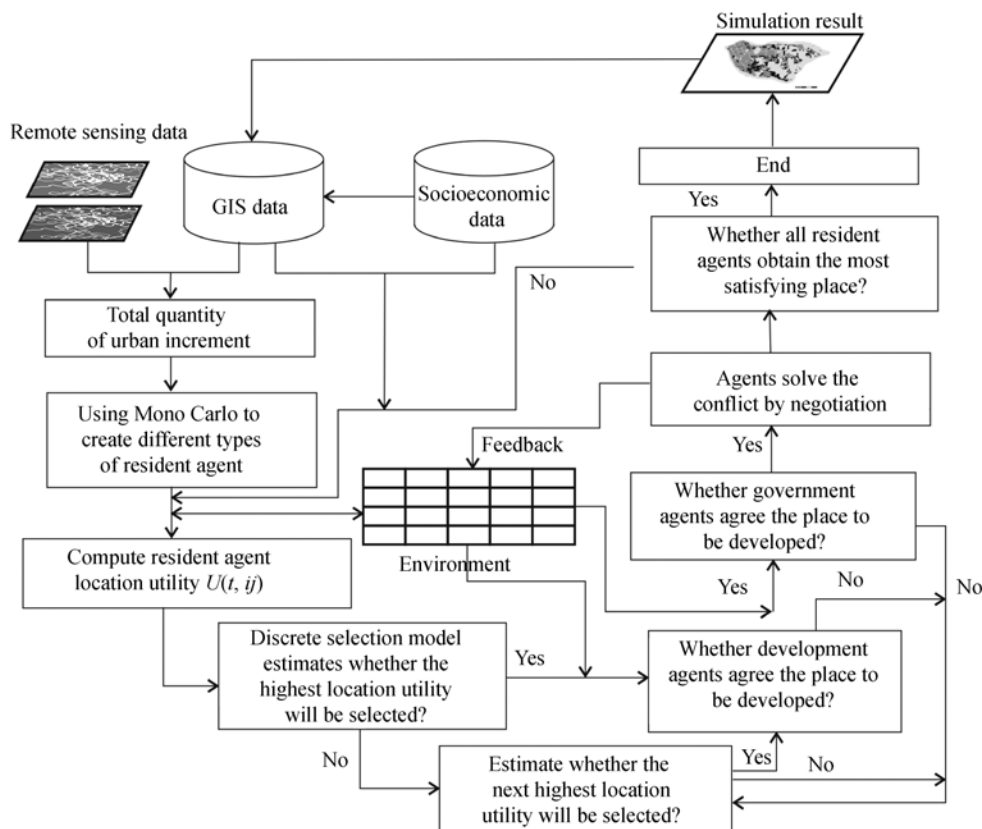 Simulation result
Remote sensing data
GIS data
Socioeconomic
data
End
Yes
Whether all resident
agents obtain the most
satisfying place?
No
Total quantity
of urban increment
Agents solve the
conflict by negotiation
Using Mono Carlo to
create different types
of resident agent
Feedback
Yes
Whether government
agents agree the place to
be developed?
Environment
Compute resident agent
location utility U(t, ij)
Yes
No
No
Discrete selection model
estimates whether the
highest location utility
will be selected?
Yes
Whether development
agents agree the place to
be developed?
No
Yes
No
Estimate whether the
next highest location
utility will be selected?